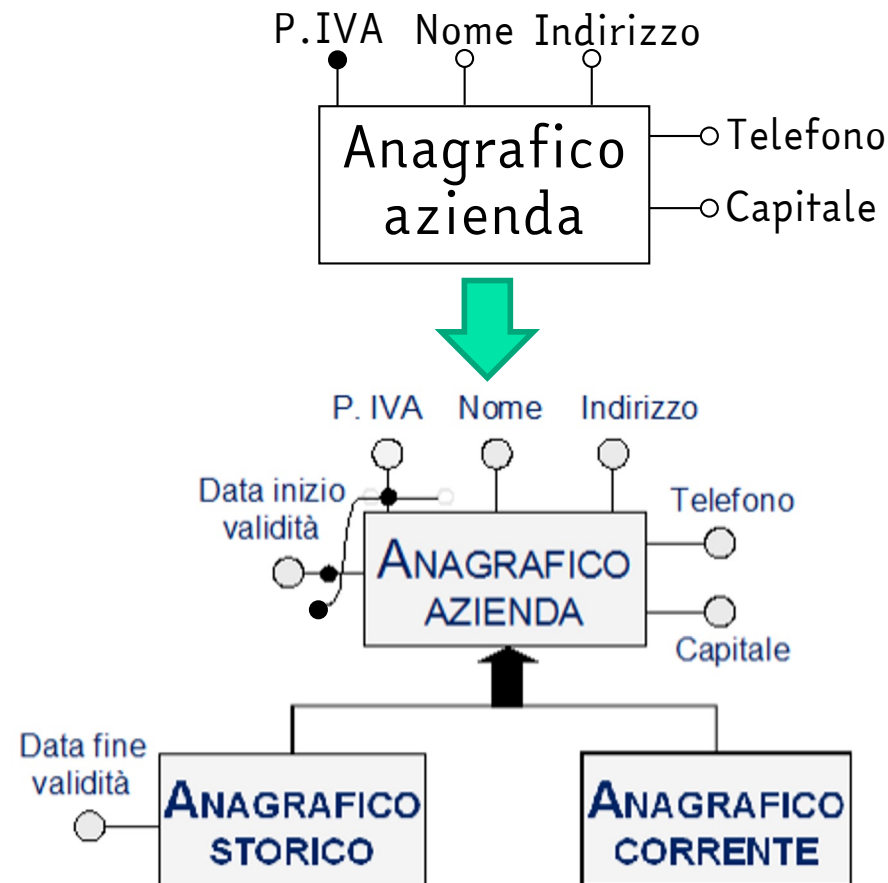 P.IVA Nome Indirizzo
Anagrafico
azienda
Telefono
Capitale
P. IVA Nome Indirizzo
Data inizio
validità
Telefono
ANAGRAFICO
AZIENDA
Capitale
Data fine
validità
ANAGRAFICO
STORICO
ANAGRAFICO
CORRENTE